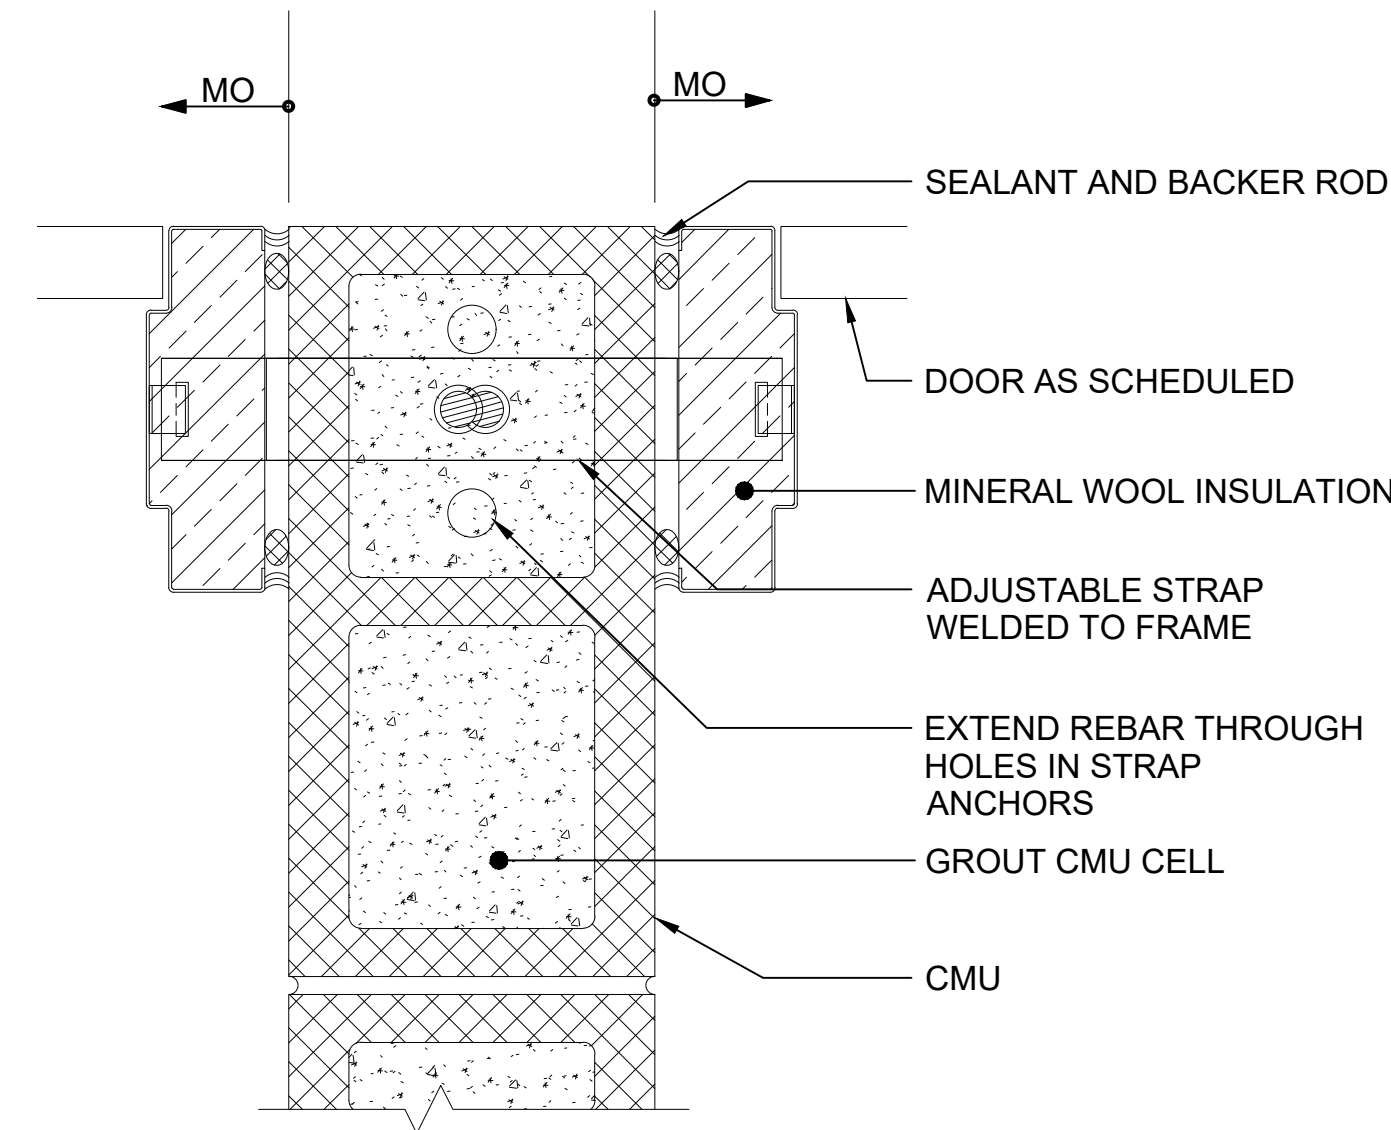 MO
MO
SEALANT AND BACKER ROD
DOOR AS SCHEDULED
MINERAL WOOL INSULATION
ADJUSTABLE STRAP
WELDED TO FRAME
EXTEND REBAR THROUGH
HOLES IN STRAP
ANCHORS
GROUT CMU CELL
CMU